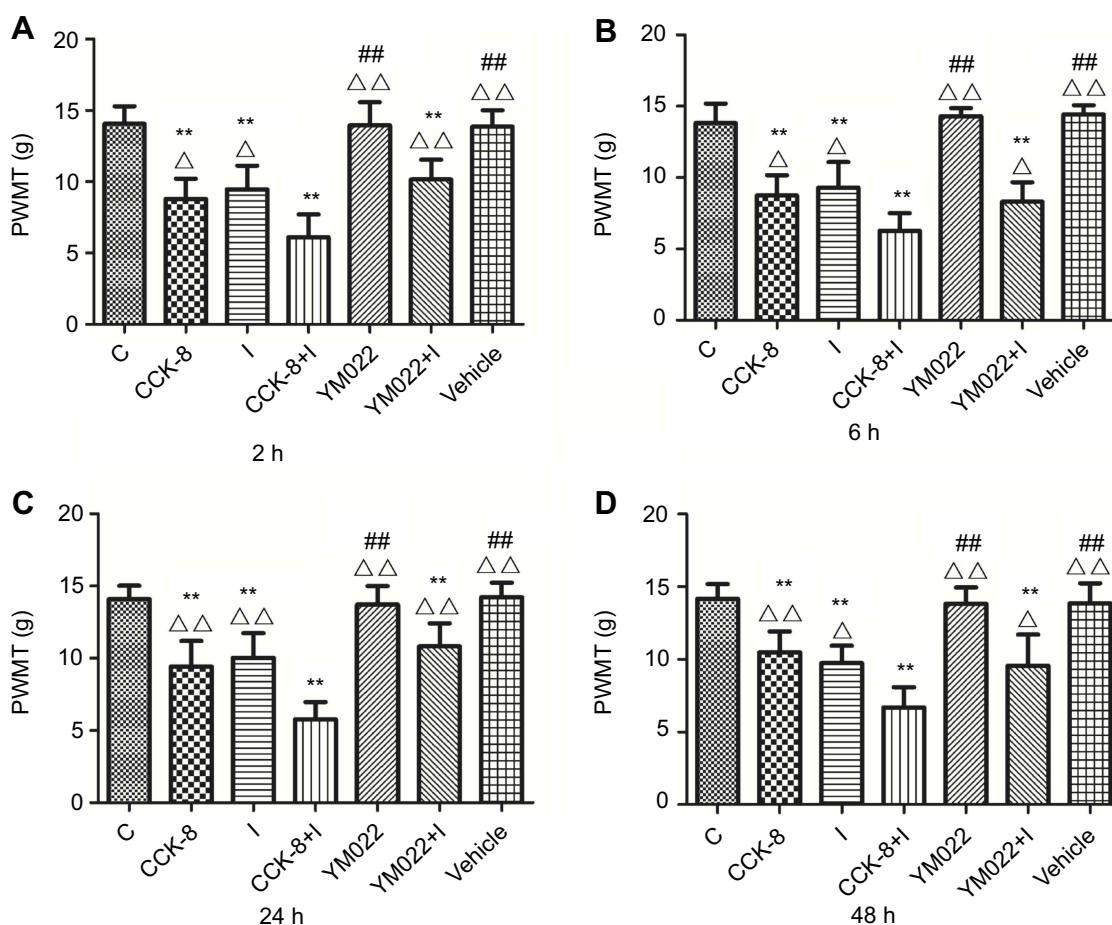 A
PWMT (g)
20
15
10
5
0
**
△
**
△
**
##
△△
**
△△
##
△△
C
CCK-8
I
CCK-8+I
YM022
YM022+I
Vehicle
2 h
B
PWMT (g)
20
15
10
5
0
**
△
**
△
**
##
△△
**
△
##
△△
C
CCK-8
I
CCK-8+I
YM022
YM022+I
Vehicle
6 h
C
PWMT (g)
20
15
10
5
0
**
△△
**
△△
**
##
△△
**
△△
##
△△
C
CCK-8
I
CCK-8+I
YM022
YM022+I
Vehicle
24 h
D
PWMT (g)
20
15
10
5
0
**
△△
**
△
**
##
△△
**
△
##
△△
C
CCK-8
I
CCK-8+I
YM022
YM022+I
Vehicle
48 h